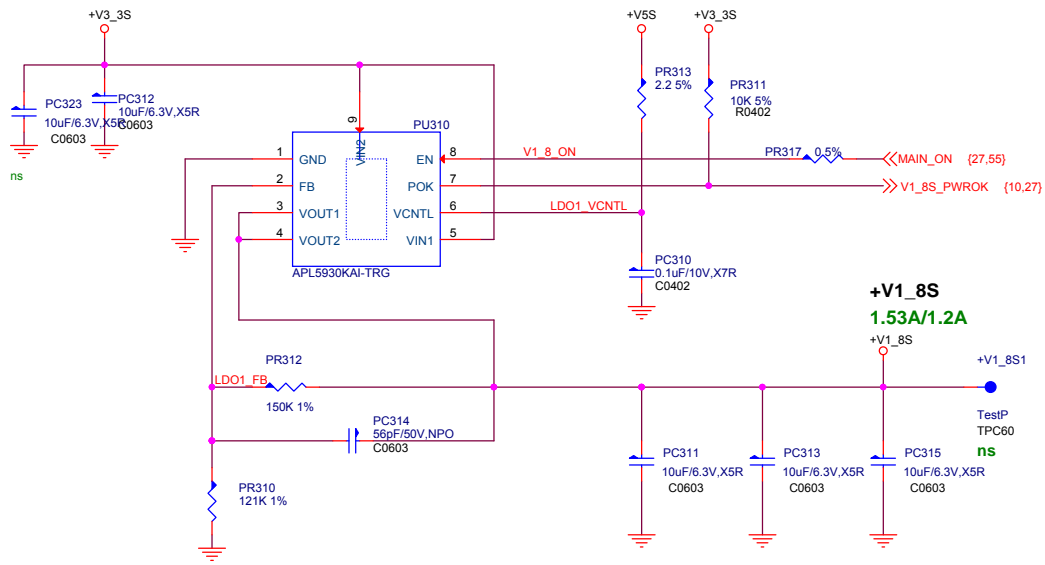 +V3_3S
+V5S
+V3_3S
PC323
10uF/6.3V,X5R
C0603
ns
PC312
10uF/6.3V,X5R
C0603
PR313
2.2 5%
PR311
10K 5%
R0402
PU310
9
VIN2
1
GND
2
FB
3
VOUT1
4
VOUT2
EN
8
POK
7
VCNTL
6
VIN1
5
APL5930KAI-TRG
V1_8_ON
PR317
0.5%
MAIN_ON {27,55}
V1_8S_PWROK {10,27}
LDO1_VCNTL
PC310
0.1uF/10V,X7R
C0402
+V1_8S
1.53A/1.2A
+V1_8S
+V1_8S1
TestP
TPC60
ns
LDO1_FB
PR312
150K 1%
PC314
56pF/50V,NPO
C0603
PR310
121K 1%
PC311
10uF/6.3V,X5R
C0603
PC313
10uF/6.3V,X5R
C0603
PC315
10uF/6.3V,X5R
C0603